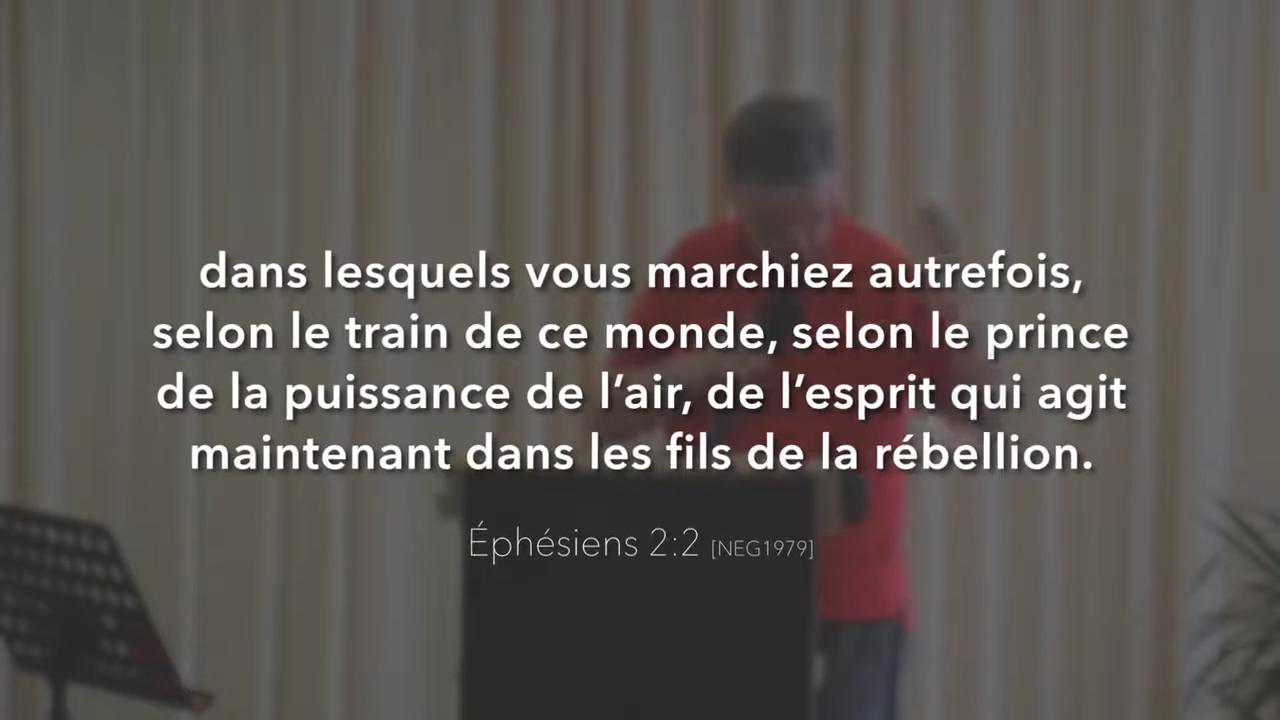 dans lesquels vous marchiez autrefois,
selon le train de ce monde, selon le prince
de la puissance de l’air, de l’esprit qui agit
maintenant dans les fils de la rébellion.
Éphésiens 2:2 [NEG1979]